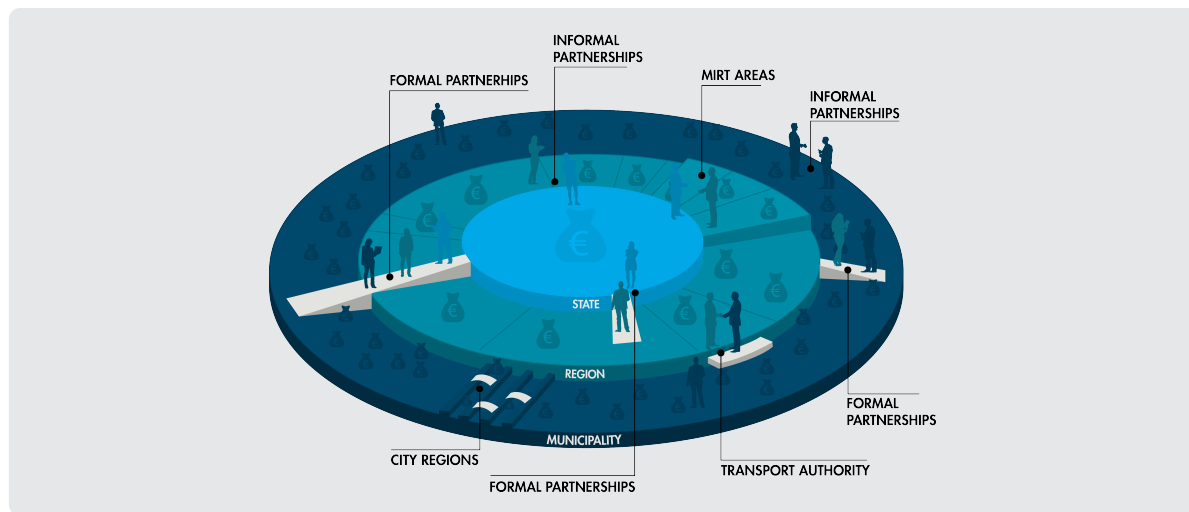 INFORMAL
PARTNERSHIPS
FORMAL PARTNERHIPS
MIRT AREAS
INFORMAL
PARTNERSHIPS
€
€
€
€
€
€
€
€
€
€
STATE
REGION
MUNICIPALITY
FORMAL
PARTNERSHIPS
CITY REGIONS
TRANSPORT AUTHORITY
FORMAL PARTNERSHIPS